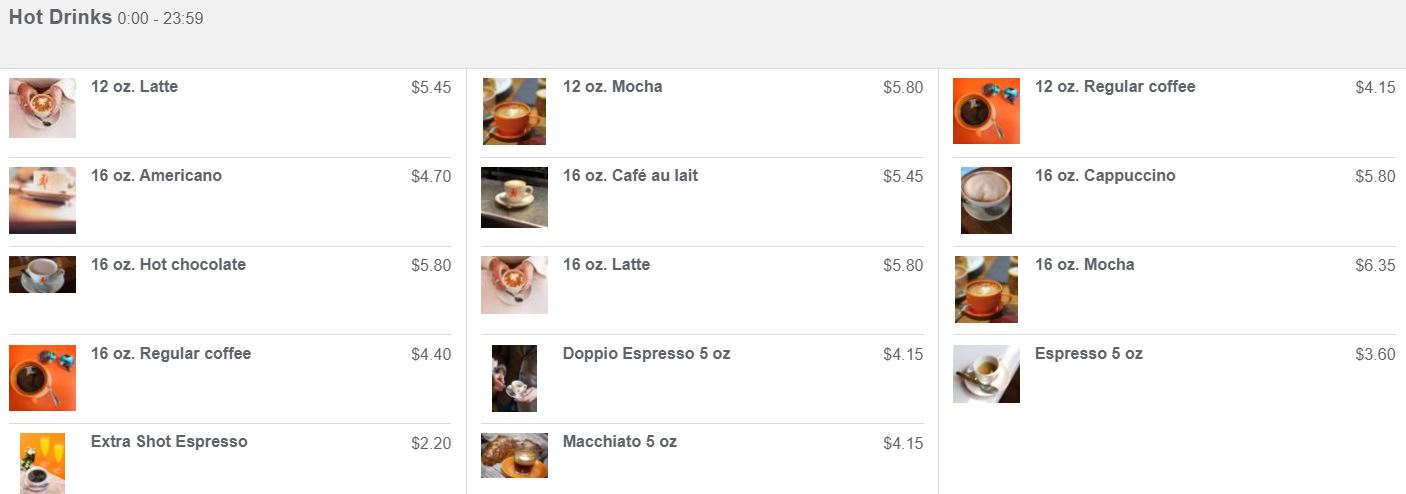 Hot Drinks 0:00 - 23:59
12 oz. Latte $5.45
12 oz. Mocha $5.80
12 oz. Regular coffee $4.15
16 oz. Americano $4.70
16 oz. Café au lait $5.45
16 oz. Cappuccino $5.80
16 oz. Hot chocolate $5.80
16 oz. Latte $5.80
16 oz. Mocha $6.35
16 oz. Regular coffee $4.40
Doppio Espresso 5 oz $4.15
Espresso 5 oz $3.60
Extra Shot Espresso $2.20
Macchiato 5 oz $4.15